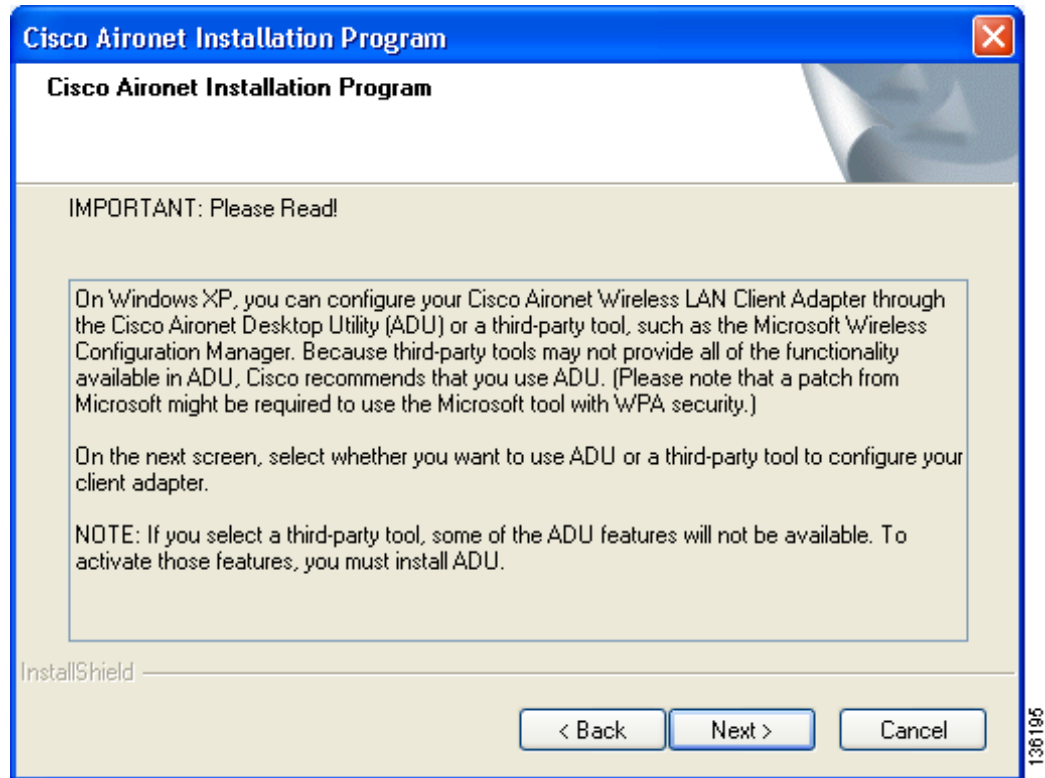 Cisco Aironet Installation Program
Cisco Aironet Installation Program
IMPORTANT: Please Read!
On Windows XP, you can configure your Cisco Aironet Wireless LAN Client Adapter through
the Cisco Aironet Desktop Utility (ADU) or a third-party tool, such as the Microsoft Wireless
Configuration Manager. Because third-party tools may not provide all of the functionality
available in ADU, Cisco recommends that you use ADU. (Please note that a patch from
Microsoft might be required to use the Microsoft tool with WPA security.)
On the next screen, select whether you want to use ADU or a third-party tool to configure your
client adapter.
NOTE: If you select a third-party tool, some of the ADU features will not be available. To
activate those features, you must install ADU.
InstallShield
< Back
Next >
Cancel
136195